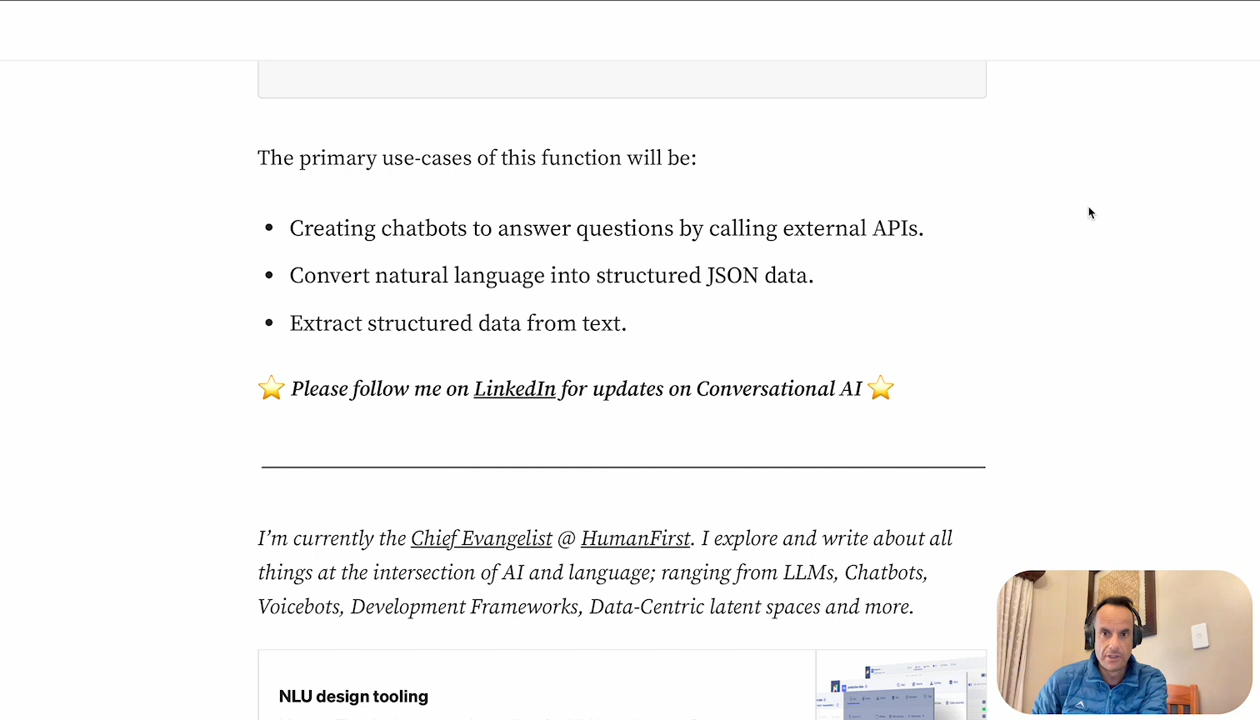 The primary use-cases of this function will be:
• Creating chatbots to answer questions by calling external APIs.
• Convert natural language into structured JSON data.
• Extract structured data from text.
⭐ Please follow me on LinkedIn for updates on Conversational AI ⭐
I’m currently the Chief Evangelist @ HumanFirst. I explore and write about all
things at the intersection of AI and language; ranging from LLMs, Chatbots,
Voicebots, Development Frameworks, Data-Centric latent spaces and more.
NLU design tooling